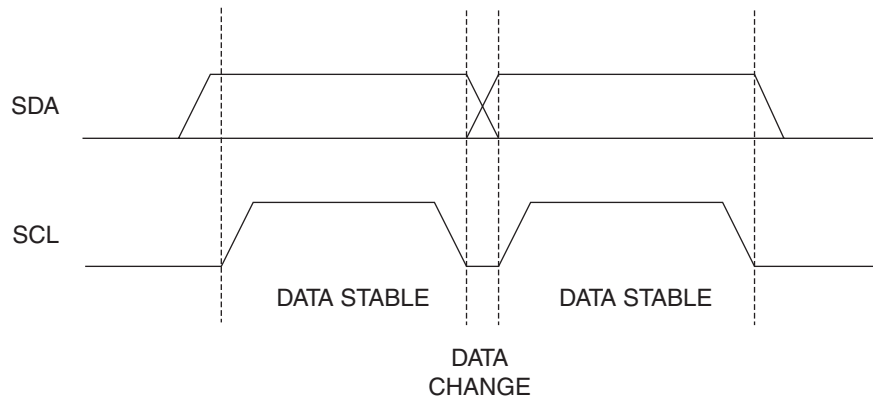 SDA
SCL
DATA STABLE
DATA STABLE
DATA
CHANGE